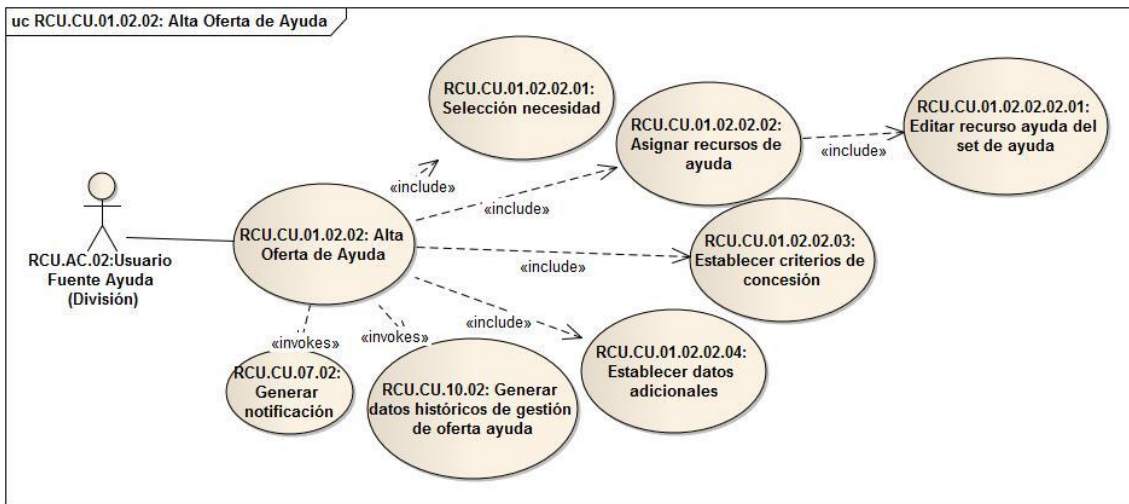 uc RCU.CU.01.02.02: Alta Oferta de Ayuda
RCU.CU.01.02.02.01:
Selección necesidad
RCU.CU.01.02.02.02:
Asignar recursos de
ayuda
RCU.CU.01.02.02.02.01:
Editar recurso ayuda del
set de ayuda
«include»
«include»
«include»
RCU.AC.02:Usuario
Fuente Ayuda
(División)
RCU.CU.01.02.02: Alta
Oferta de Ayuda
RCU.CU.01.02.02.03:
Establecer criterios de
concesión
«include»
«include»
«invokes»
«invokes»
RCU.CU.07.02:
Generar
notificación
RCU.CU.10.02: Generar
datos históricos de gestión
de oferta ayuda
RCU.CU.01.02.02.04:
Establecer datos
adicionales